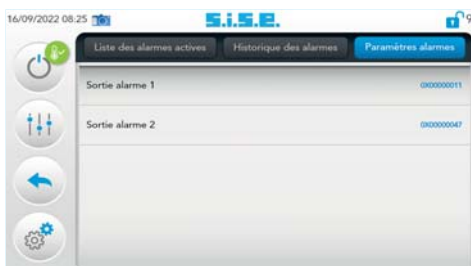 16/09/2022 08:25 S.I.S.E. 9
Liste des alarmes actives Historique des alarmes Paramètres alarmes
Sortie alarme 1 0X00000011
Sortie alarme 2 0X00000047